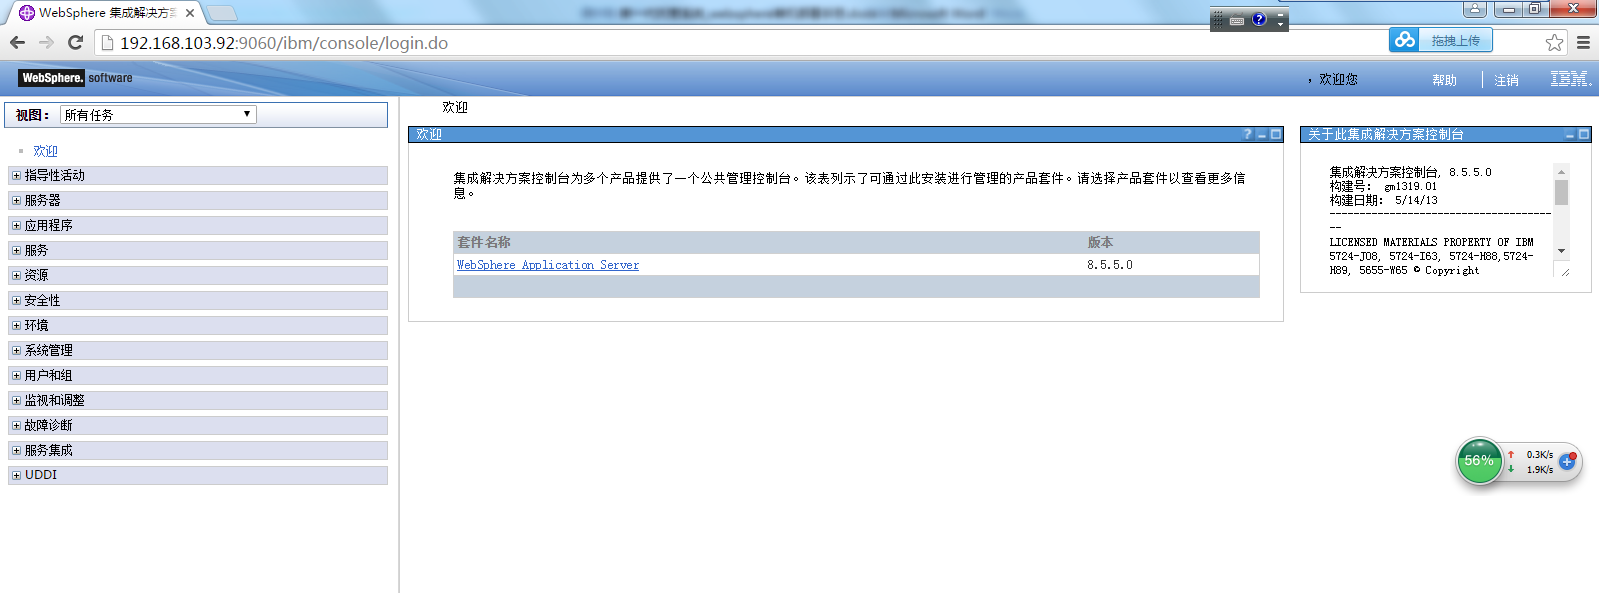 WebSphere 集成解决方案
192.168.103.92:9060/ibm/console/login.do
拖拽上传
WebSphere. software
，欢迎您
帮助
注销
IBM.
视图：
所有任务
欢迎
指导性活动
服务器
应用程序
服务
资源
安全性
环境
系统管理
用户和组
监视和调整
故障诊断
服务集成
UDDI
欢迎
欢迎
集成解决方案控制台为多个产品提供了一个公共管理控制台。该表列示了可通过此安装进行管理的产品套件。请选择产品套件以查看更多信
息。
套件名称 版本
WebSphere Application Server 8.5.5.0
关于此集成解决方案控制台
集成解决方案控制台, 8.5.5.0
构建号： gm1319.01
构建日期： 5/14/13
-------------------------------------
--
LICENSED MATERIALS PROPERTY OF IBM
5724-J08, 5724-I63, 5724-H88,5724-
H89, 5655-W65 © Copyright
56%
0.3K/s
1.9K/s